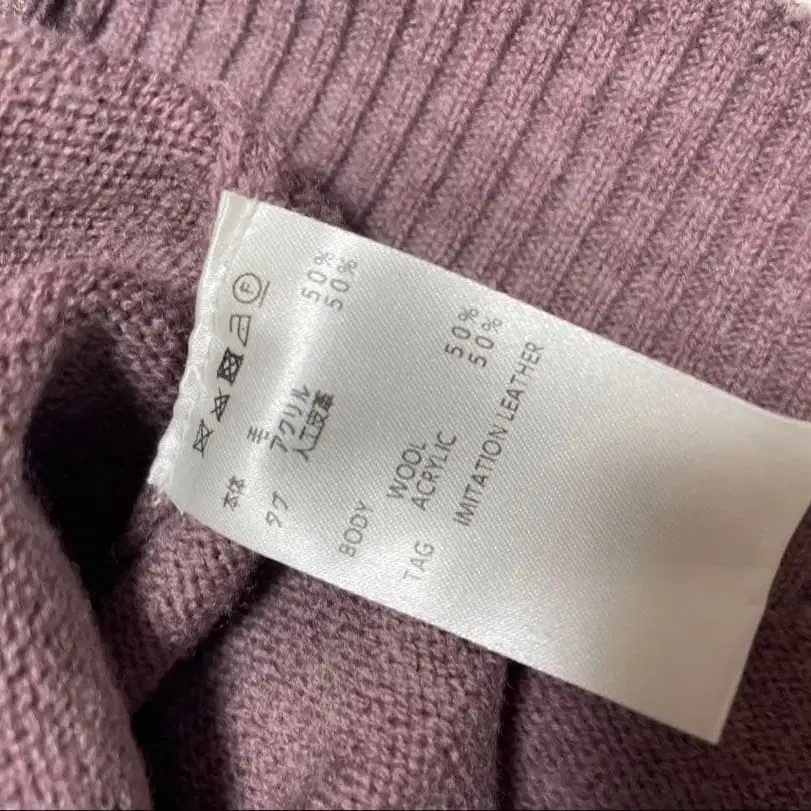 Ⓕ
本体
毛 50%
アクリル 50%
タグ
人工皮革
BODY
WOOL 50%
ACRYLIC 50%
TAG
IMITATION LEATHER